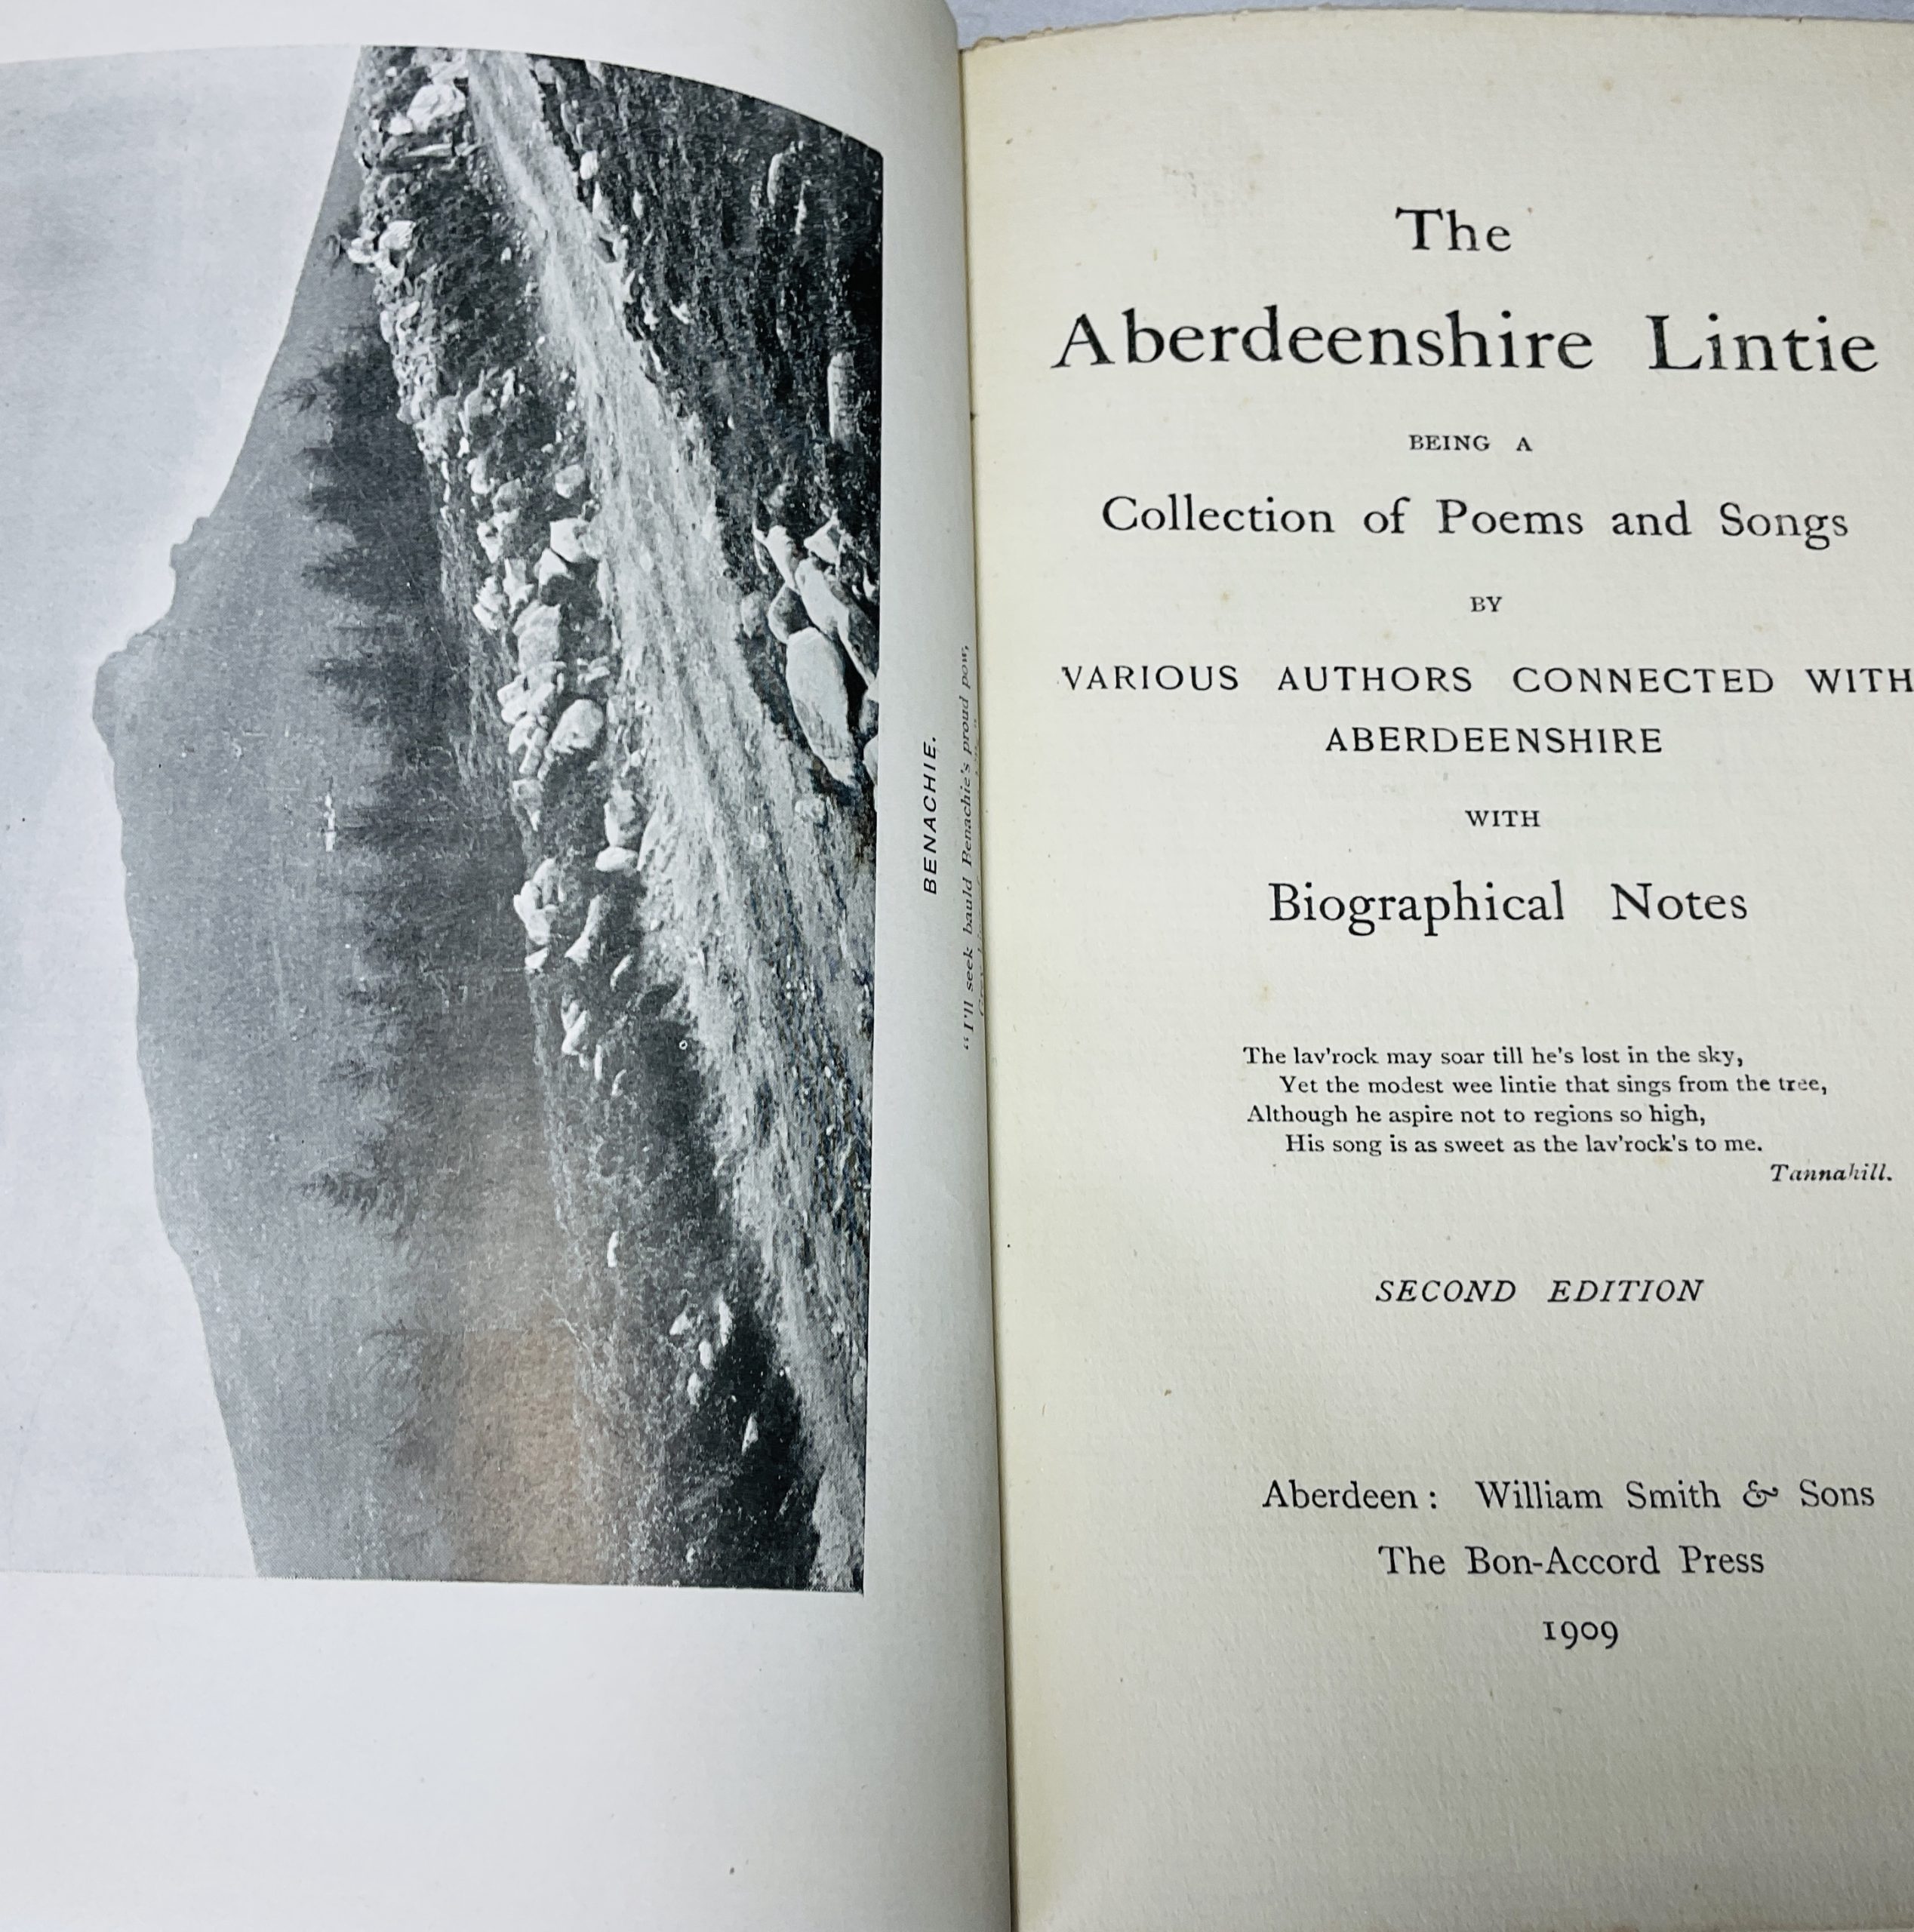 BENACHIE.
"I'll seek bauld Benachie's proud pow,
The
Aberdeenshire Lintie
BEING A
Collection of Poems and Songs
BY
VARIOUS AUTHORS CONNECTED WITH
ABERDEENSHIRE
WITH
Biographical Notes
The lav'rock may soar till he's lost in the sky,
Yet the modest wee lintie that sings from the tree,
Although he aspire not to regions so high,
His song is as sweet as the lav'rock's to me.
Tannahill.
SECOND EDITION
Aberdeen: William Smith & Sons
The Bon-Accord Press
1909